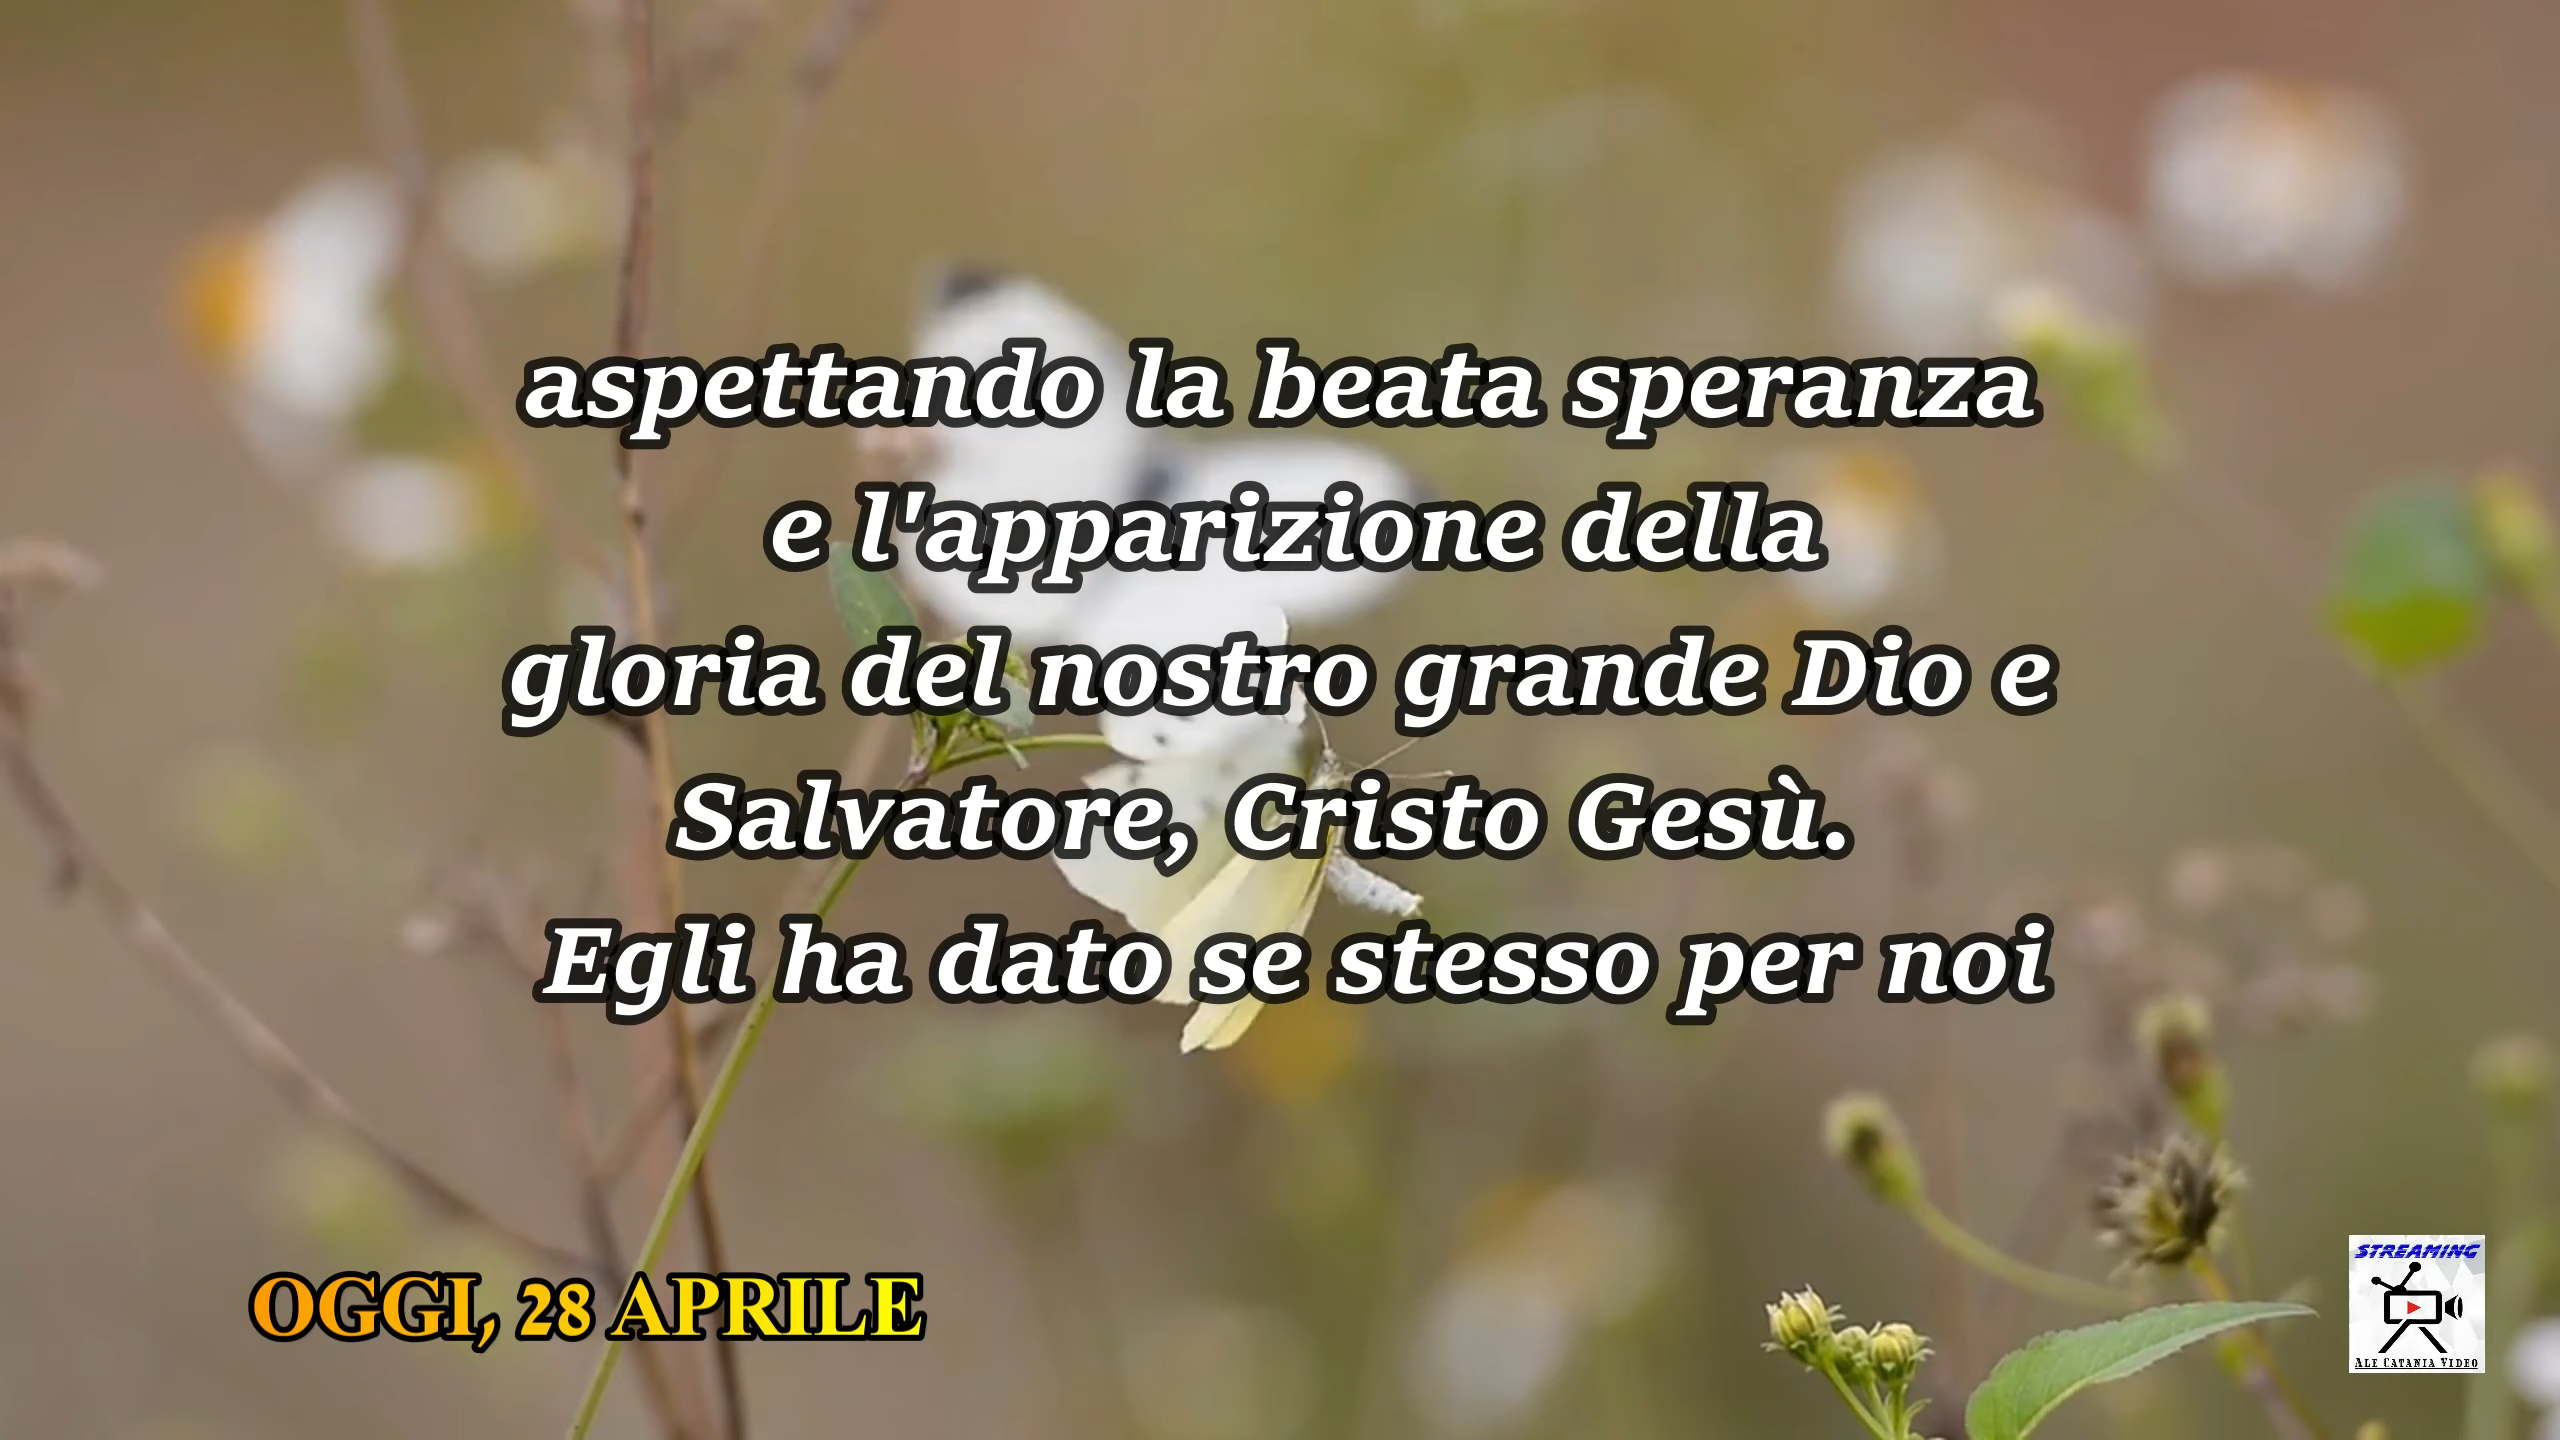 aspettando la beata speranza
e l'apparizione della
gloria del nostro grande Dio e
Salvatore, Cristo Gesù.
Egli ha dato se stesso per noi
OGGI, 28 APRILE
STREAMING
ALE CATANIA VIDEO